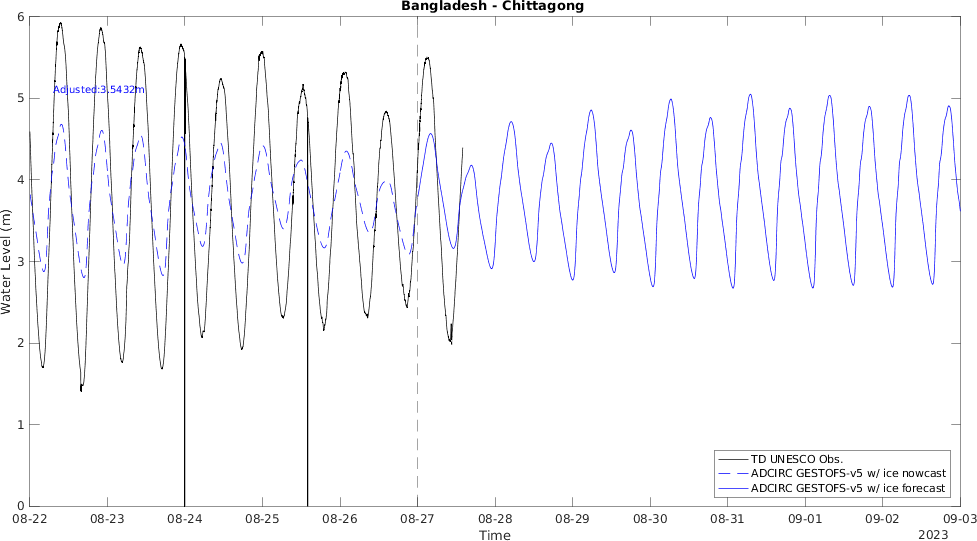 Bangladesh - Chittagong
6
5
4
3
2
1
0
Adjusted:3.5432m
Water Level (m)
TD UNESCO Obs.
ADCIRC GESTOFS-v5 w/ ice nowcast
ADCIRC GESTOFS-v5 w/ ice forecast
08-22 08-23 08-24 08-25 08-26 08-27 08-28 08-29 08-30 08-31 09-01 09-02 09-03
Time
2023